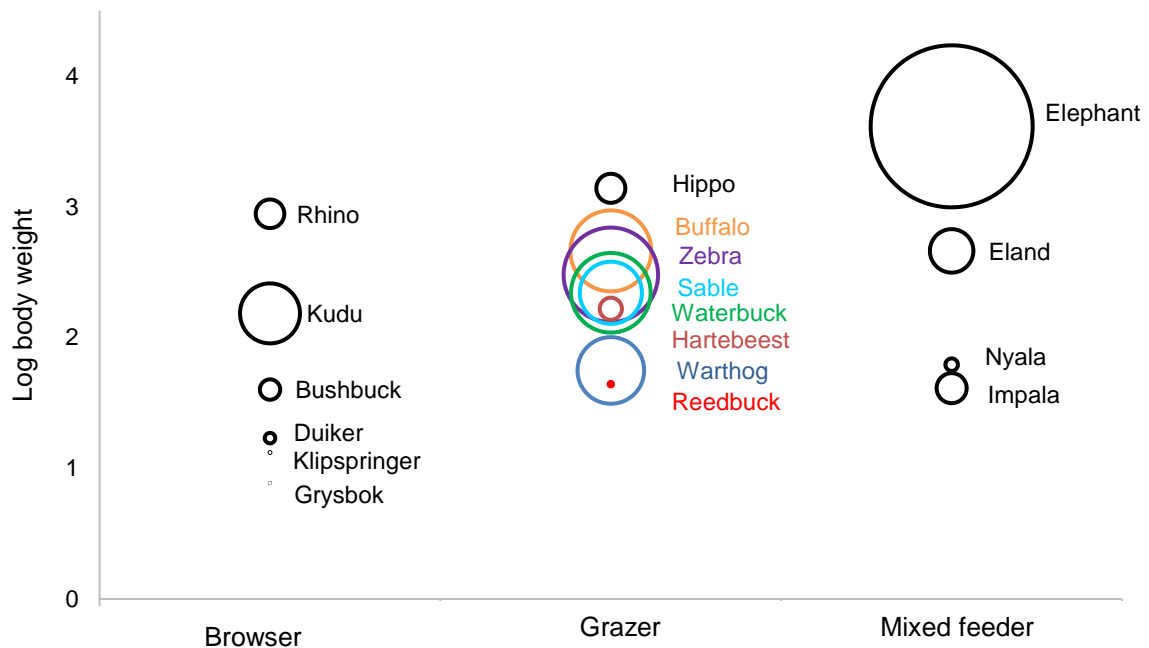 4
3
2
1
0
Log body weight
Rhino
Kudu
Bushbuck
Duiker
Klipspringer
Grysbok
Hippo
Buffalo
Zebra
Sable
Waterbuck
Hartebeest
Warthog
Reedbuck
Elephant
Eland
Nyala
Impala
Browser
Grazer
Mixed feeder